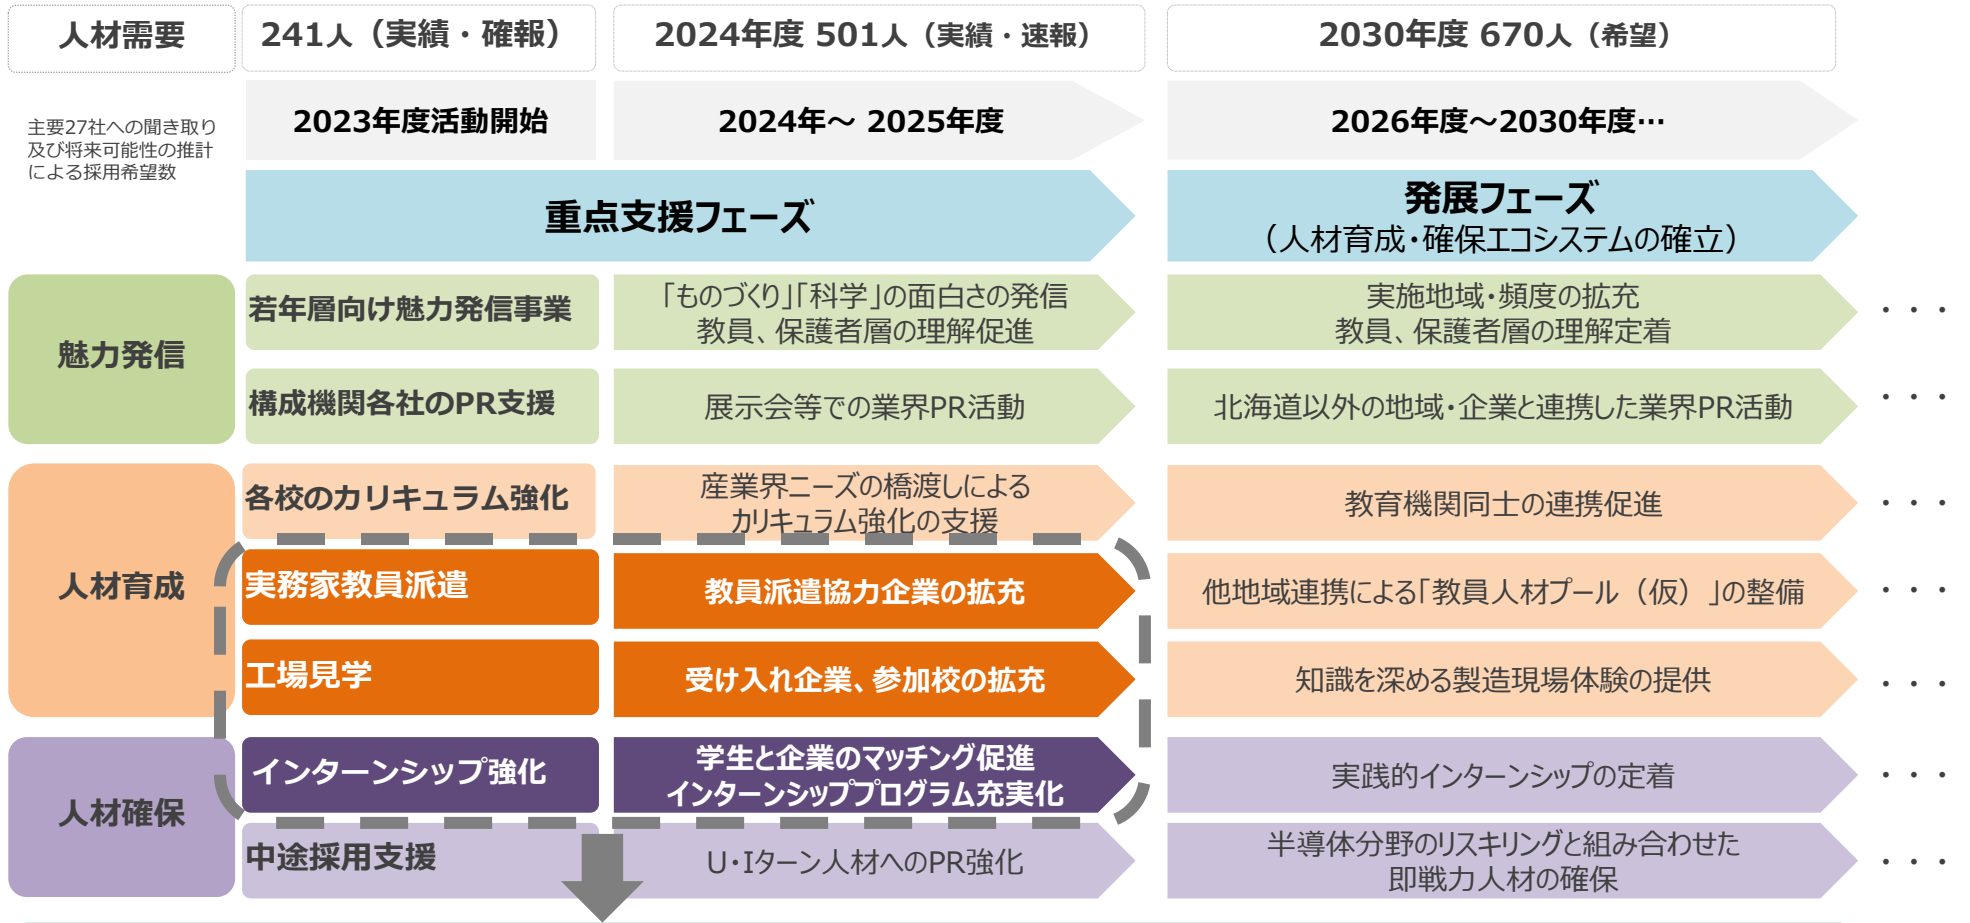 人材需要
241人（実績・確報）
2024年度 501人（実績・速報）
2030年度 670人（希望）
主要27社への聞き取り
及び将来可能性の推計
による採用希望数
2023年度活動開始
2024年～ 2025年度
2026年度～2030年度…
重点支援フェーズ
発展フェーズ
（人材育成・確保エコシステムの確立）
魅力発信
若年層向け魅力発信事業
「ものづくり」「科学」の面白さの発信
教員、保護者層の理解促進
実施地域・頻度の拡充
教員、保護者層の理解定着
・・・
構成機関各社のPR支援
展示会等での業界PR活動
北海道以外の地域・企業と連携した業界PR活動
・・・
人材育成
各校のカリキュラム強化
産業界ニーズの橋渡しによる
カリキュラム強化の支援
教育機関同士の連携促進
・・・
実務家教員派遣
教員派遣協力企業の拡充
他地域連携による「教員人材プール（仮）」の整備
・・・
工場見学
受け入れ企業、参加校の拡充
知識を深める製造現場体験の提供
・・・
人材確保
インターンシップ強化
学生と企業のマッチング促進
インターンシッププログラム充実化
実践的インターンシップの定着
・・・
中途採用支援
U・Iターン人材へのPR強化
半導体分野のリスキリングと組み合わせた
即戦力人材の確保
・・・